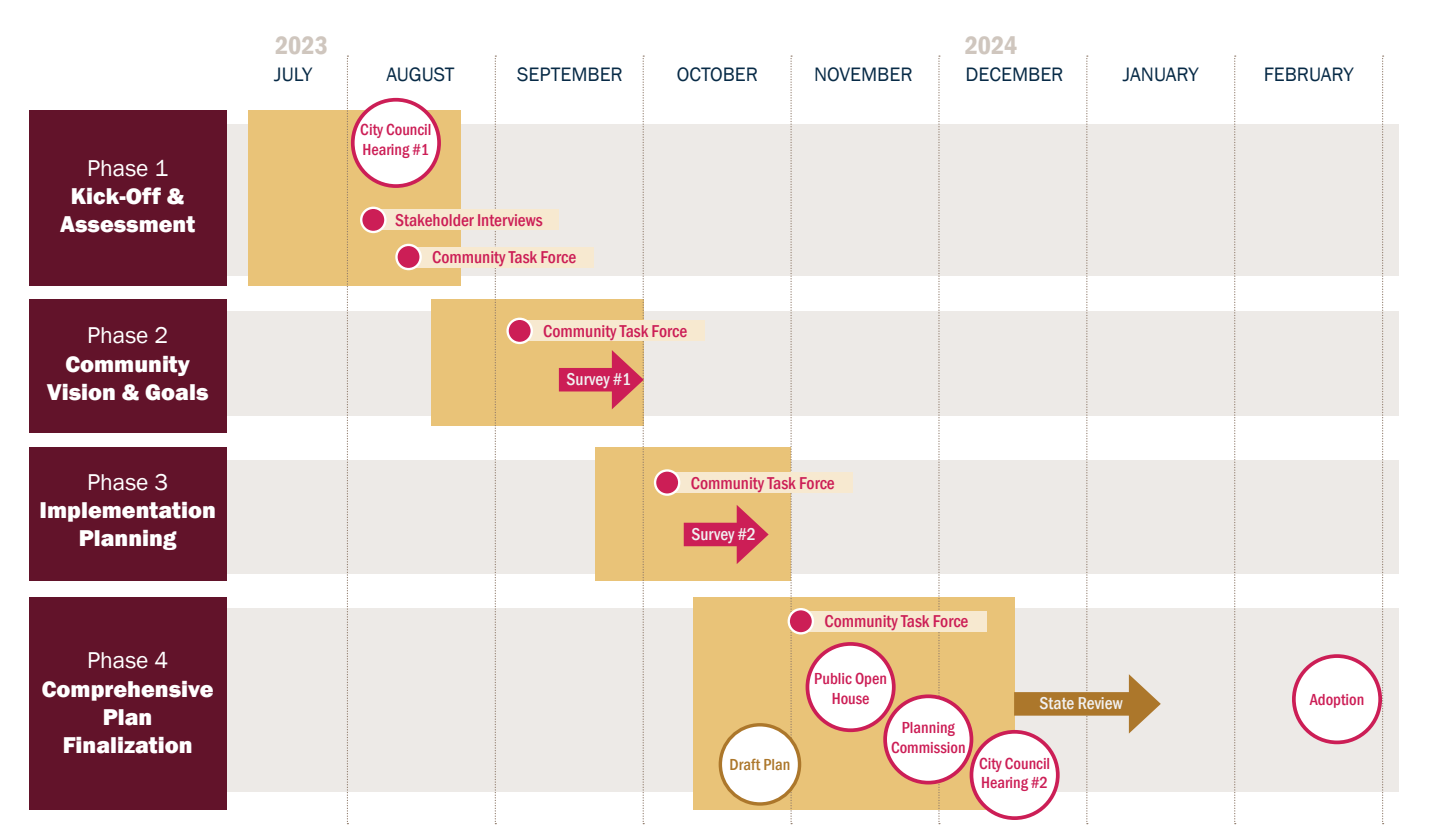 2023
2024
JULY
AUGUST
SEPTEMBER
OCTOBER
NOVEMBER
DECEMBER
JANUARY
FEBRUARY
Phase 1
Kick-Off &
Assessment
City Council
Hearing #1
Stakeholder Interviews
Community Task Force
Phase 2
Community
Vision & Goals
Community Task Force
Survey #1
Phase 3
Implementation
Planning
Community Task Force
Survey #2
Phase 4
Comprehensive
Plan
Finalization
Community Task Force
Public Open
House
Planning
Commission
Draft Plan
City Council
Hearing #2
State Review
Adoption